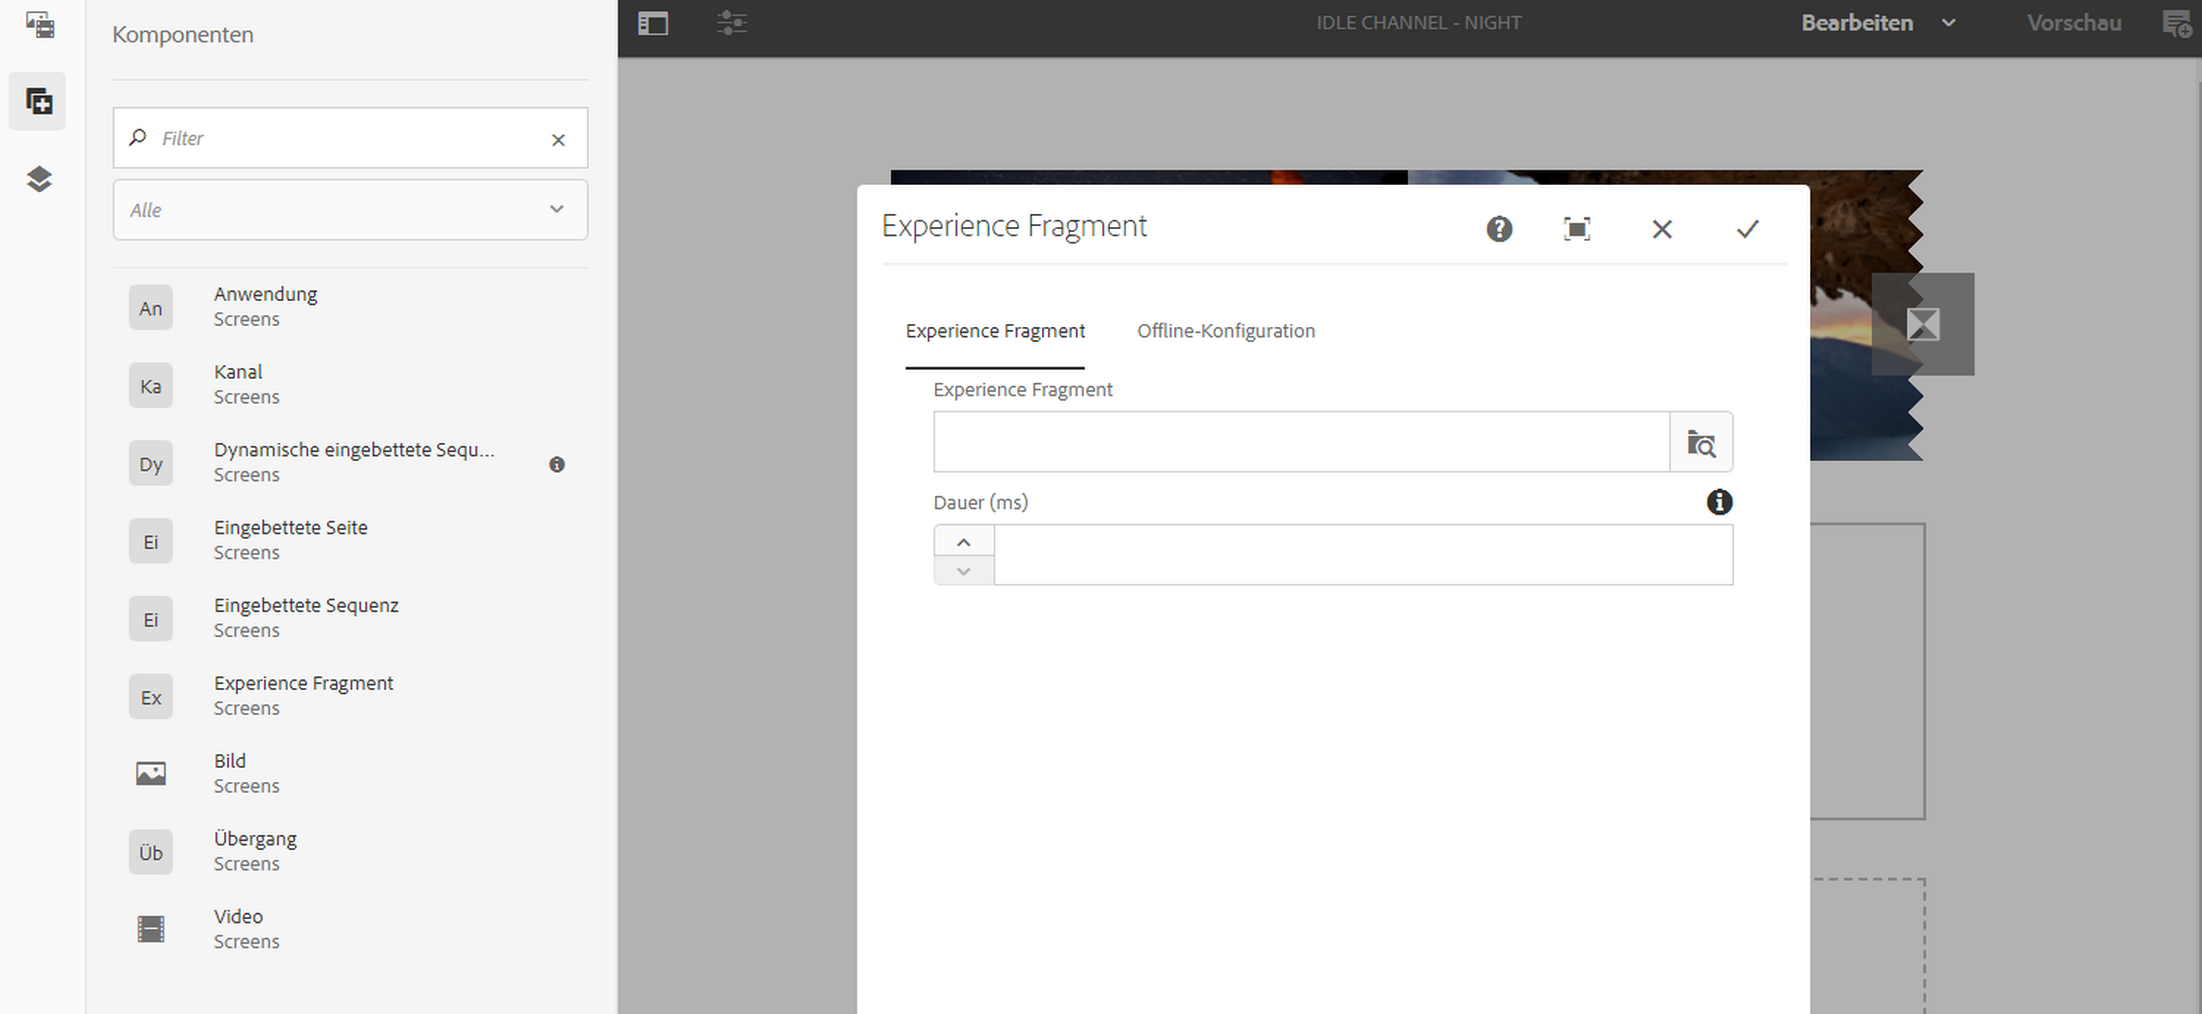 Komponenten
Filter
Alle
An
Anwendung
Screens
Ka
Kanal
Screens
Dy
Dynamische eingebettete Sequ...
Screens
Ei
Eingebettete Seite
Screens
Ei
Eingebettete Sequenz
Screens
Ex
Experience Fragment
Screens
Bild
Screens
Üb
Übergang
Screens
Video
Screens
IDLE CHANNEL - NIGHT
Bearbeiten
Vorschau
Experience Fragment
Experience Fragment
Offline-Konfiguration
Experience Fragment
Dauer (ms)